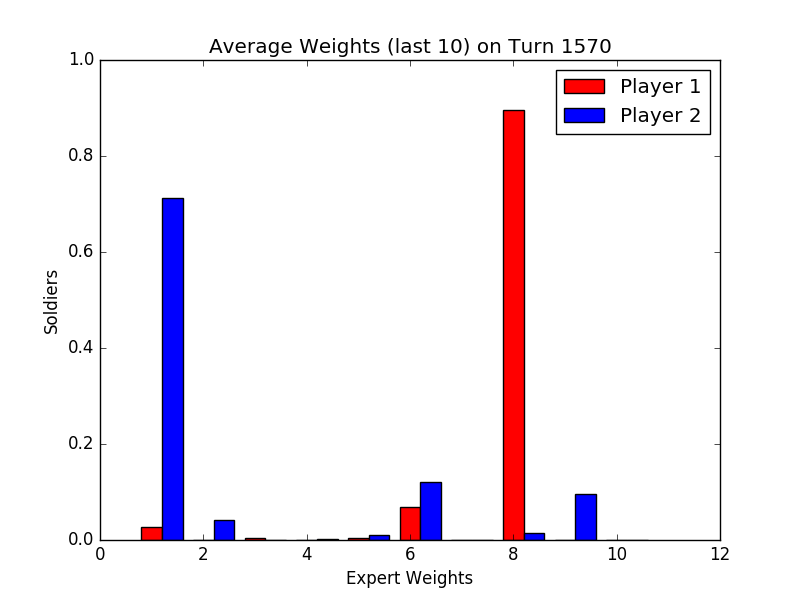 Average Weights (last 10) on Turn 1570
1.0
0.8
0.6
0.4
0.2
0.0
Soldiers
Player 1
Player 2
0 2 4 6 8 10 12
Expert Weights